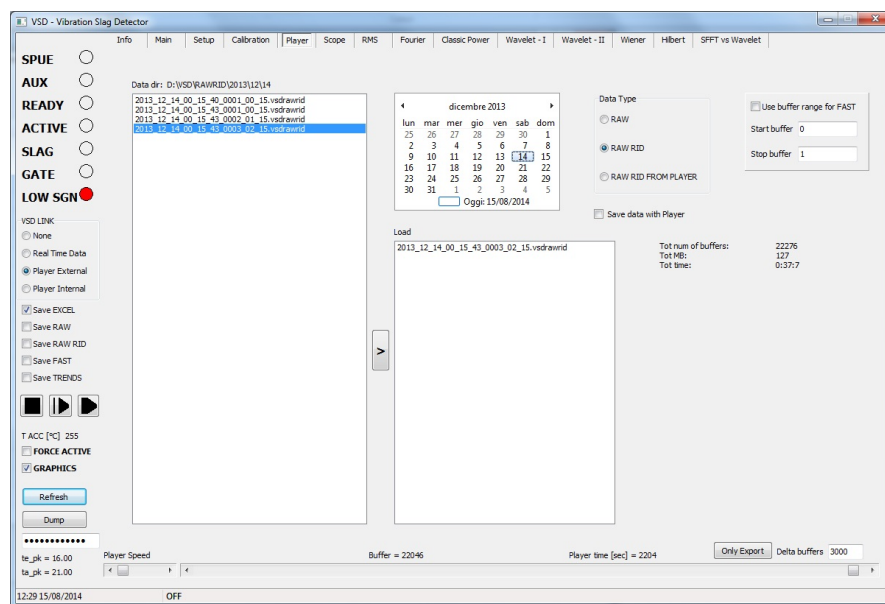 VSD - Vibration Slag Detector
Info Main Setup Calibration Player Scope RMS Fourier Classic Power Wavelet - I Wavelet - II Wiener Hilbert SFFT vs Wavelet
SPUE
AUX
READY
ACTIVE
SLAG
GATE
LOW SGN
VSD LINK
None
Real Time Data
Player External
Player Internal
Save EXCEL
Save RAW
Save RAW RID
Save FAST
Save TRENDS
T ACC [°C] 255
FORCE ACTIVE
GRAPHICS
Refresh
Dump
te_pk = 16.00
ta_pk = 21.00
Data dir: D:\VSD\RAWRID\2013\12\14
2013_12_14_00_15_40_0001_00_15.vsdrawrid
2013_12_14_00_15_43_0001_00_15.vsdrawrid
2013_12_14_00_15_43_0002_01_15.vsdrawrid
2013_12_14_00_15_43_0003_02_15.vsdrawrid
>
dicembre 2013
lun mar mer gio ven sab dom
25 26 27 28 29 30 1
2 3 4 5 6 7 8
9 10 11 12 13 14 15
16 17 18 19 20 21 22
23 24 25 26 27 28 29
30 31 1 2 3 4 5
Oggi: 15/08/2014
Data Type
RAW
RAW RID
RAW RID FROM PLAYER
Save data with Player
Use buffer range for FAST
Start buffer 0
Stop buffer 1
Load
2013_12_14_00_15_43_0003_02_15.vsdrawrid
Tot num of buffers: 22276
Tot MB: 127
Tot time: 0:37:7
Only Export Delta buffers 3000
Player Speed Buffer = 22046 Player time [sec] = 2204
12:29 15/08/2014 OFF